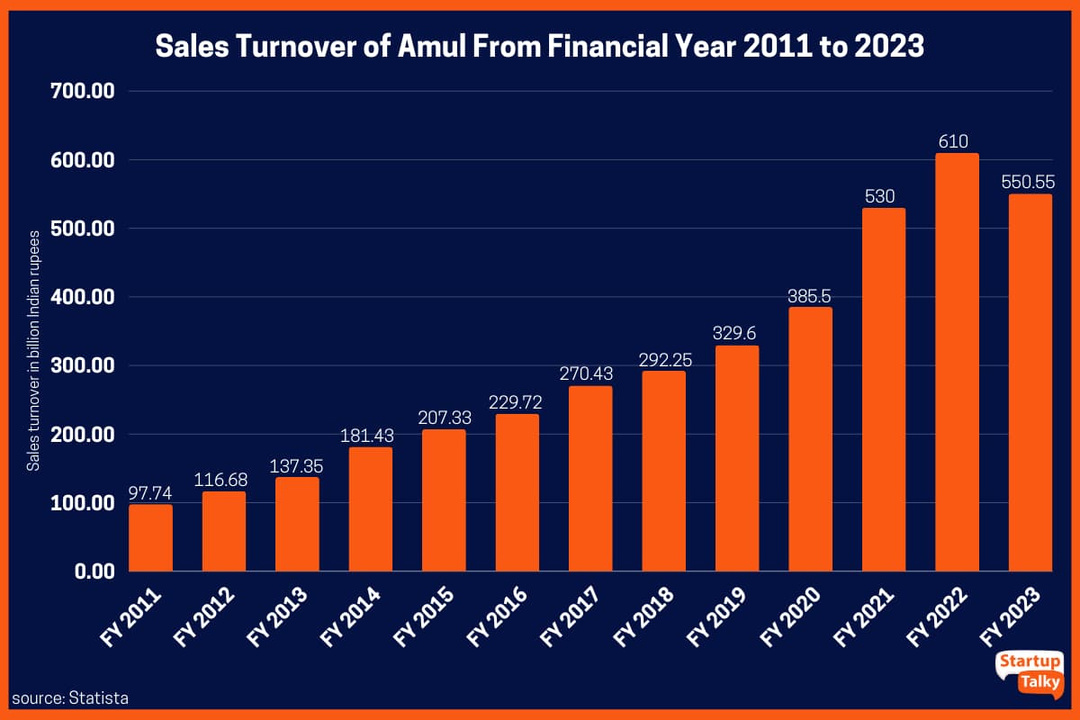 Sales Turnover of Amul From Financial Year 2011 to 2023
Sales turnover in billion Indian rupees
700.00
600.00
500.00
400.00
300.00
200.00
100.00
0.00
97.74
116.68
137.35
181.43
207.33
229.72
270.43
292.25
329.6
385.5
530
610
550.55
FY 2011
FY 2012
FY 2013
FY 2014
FY 2015
FY 2016
FY 2017
FY 2018
FY 2019
FY 2020
FY 2021
FY 2022
FY 2023
source: Statista
Startup
Talky